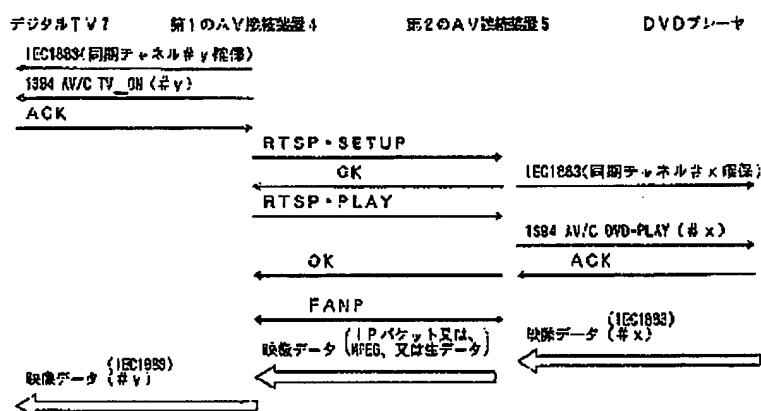 デジタルTV7 第1のAV接続装置4 第2のAV接続装置5 DVDプレーヤ
IEC1883(同期チャネル#y確保)
1394 AV/C TV_ON (#y)
ACK
RTSP・SETUP
OK
IEC1883(同期チャネル#x確保)
RTSP・PLAY
1394 AV/C DVD-PLAY (#x)
OK
ACK
FANP
映像データ (IPパケット又は、MPEG、又は生データ)
映像データ (IEC1883) (#x)
映像データ (IEC1883) (#y)